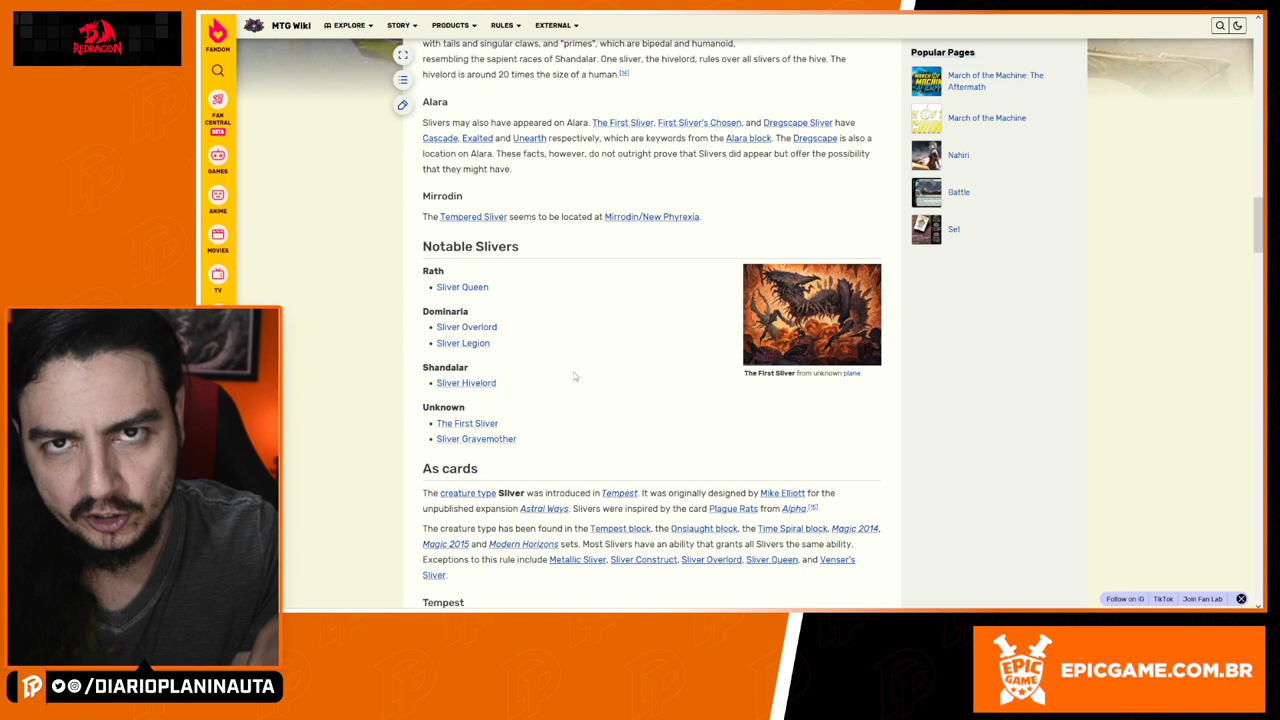 REDRAGON
FANDOM
FAN
CENTRAL
BETA
GAMES
ANIME
MOVIES
TV
MTG Wiki
EXPLORE
STORY
PRODUCTS
RULES
EXTERNAL
with tails and singular claws, and "primes", which are bipedal and humanoid,
resembling the sapient races of Shandalar. One sliver, the hivelord, rules over all slivers of the hive. The
hivelord is around 20 times the size of a human.[14]
Alara
Slivers may also have appeared on Alara. The First Sliver, First Sliver's Chosen, and Dregscape Sliver have
Cascade, Exalted and Unearth respectively, which are keywords from the Alara block. The Dregscape is also a
location on Alara. These facts, however, do not outright prove that Slivers did appear but offer the possibility
that they might have.
Mirrodin
The Tempered Sliver seems to be located at Mirrodin/New Phyrexia.
Notable Slivers
Rath
• Sliver Queen
Dominaria
• Sliver Overlord
• Sliver Legion
Shandalar
• Sliver Hivelord
Unknown
• The First Sliver
• Sliver Gravemother
The First Sliver from unknown plane.
As cards
The creature type Sliver was introduced in Tempest. It was originally designed by Mike Elliott for the
unpublished expansion Astral Ways. Slivers were inspired by the card Plague Rats from Alpha.[15]
The creature type has been found in the Tempest block, the Onslaught block, the Time Spiral block, Magic 2014,
Magic 2015 and Modern Horizons sets. Most Slivers have an ability that grants all Slivers the same ability.
Exceptions to this rule include Metallic Sliver, Sliver Construct, Sliver Overlord, Sliver Queen, and Venser's
Sliver.
Tempest
Popular Pages
March of the Machine: The
Aftermath
March of the Machine
Nahiri
Battle
Set
Follow on IG
TikTok
Join Fan Lab
/DIARIOPLANINAUTA
EPIC
GAME
EPICGAME.COM.BR